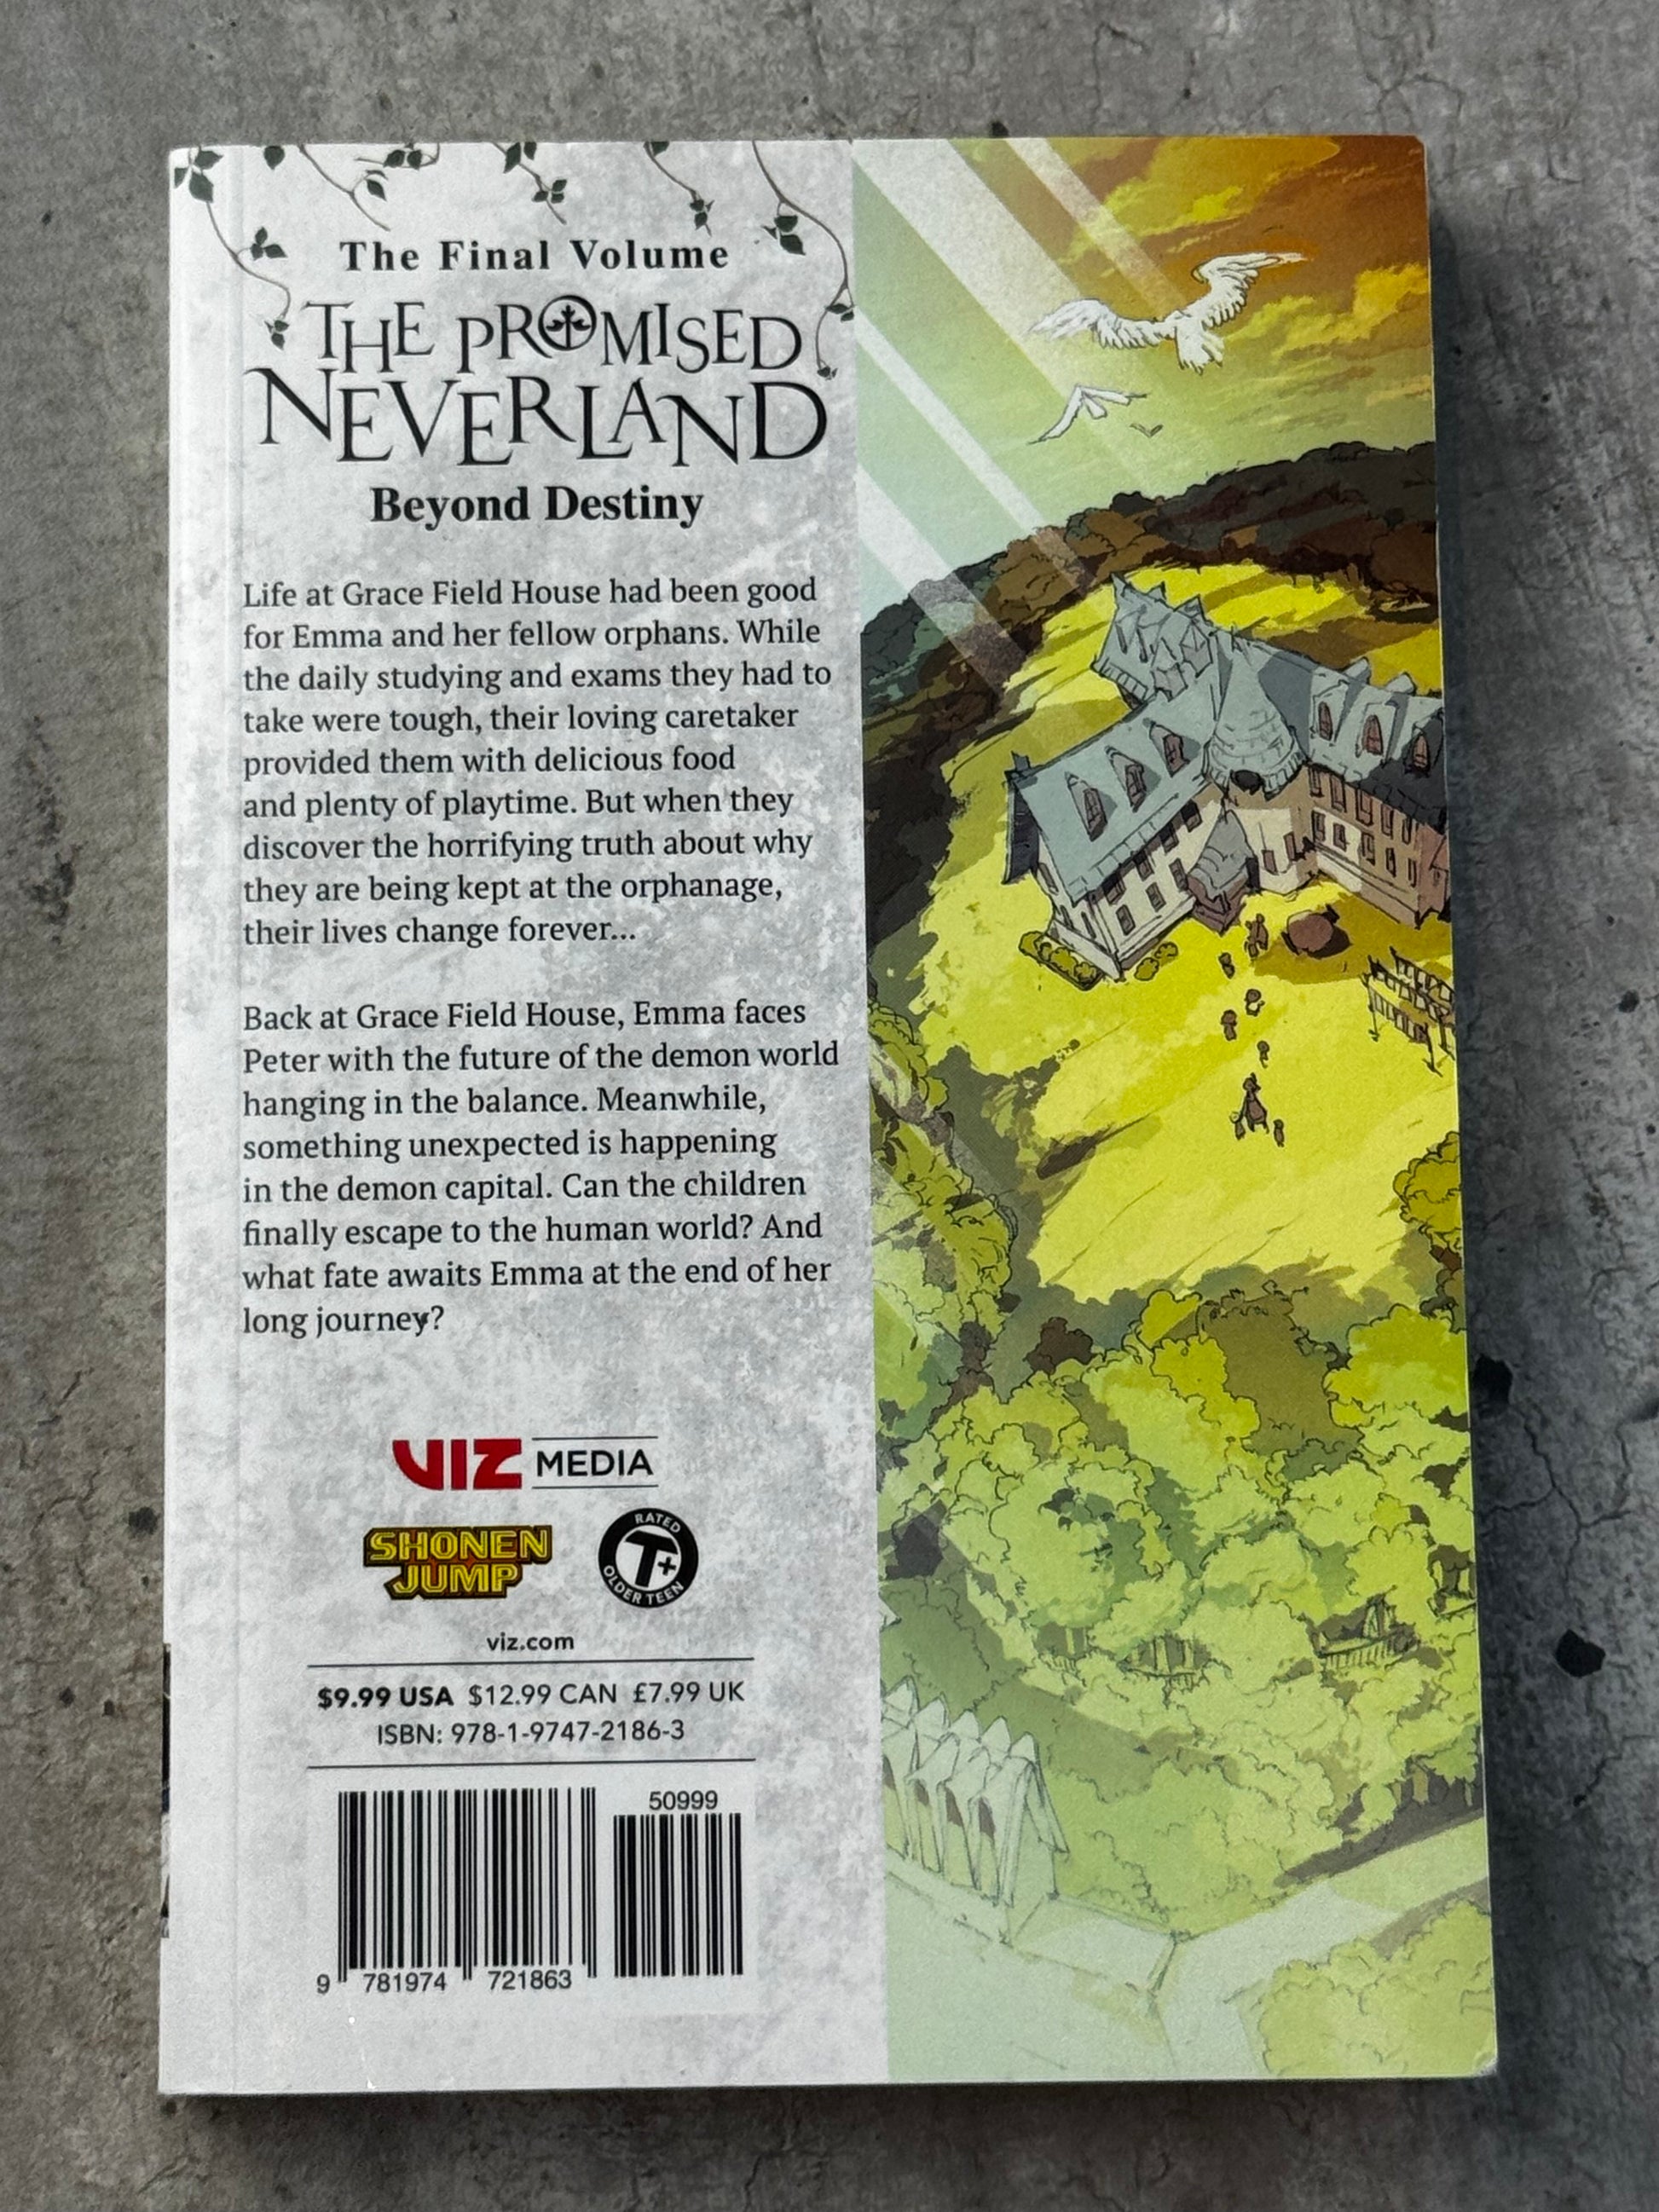 The Final Volume
THE PROMISED
NEVERLAND
Beyond Destiny
Life at Grace Field House had been good
for Emma and her fellow orphans. While
the daily studying and exams they had to
take were tough, their loving caretaker
provided them with delicious food
and plenty of playtime. But when they
discover the horrifying truth about why
they are being kept at the orphanage,
their lives change forever...
Back at Grace Field House, Emma faces
Peter with the future of the demon world
hanging in the balance. Meanwhile,
something unexpected is happening
in the demon capital. Can the children
finally escape to the human world? And
what fate awaits Emma at the end of her
long journey?
VIZ MEDIA
SHONEN
JUMP
RATED
T+
OLDER TEEN
viz.com
$9.99 USA $12.99 CAN £7.99 UK
ISBN: 978-1-9747-2186-3
50999
9 781974 721863